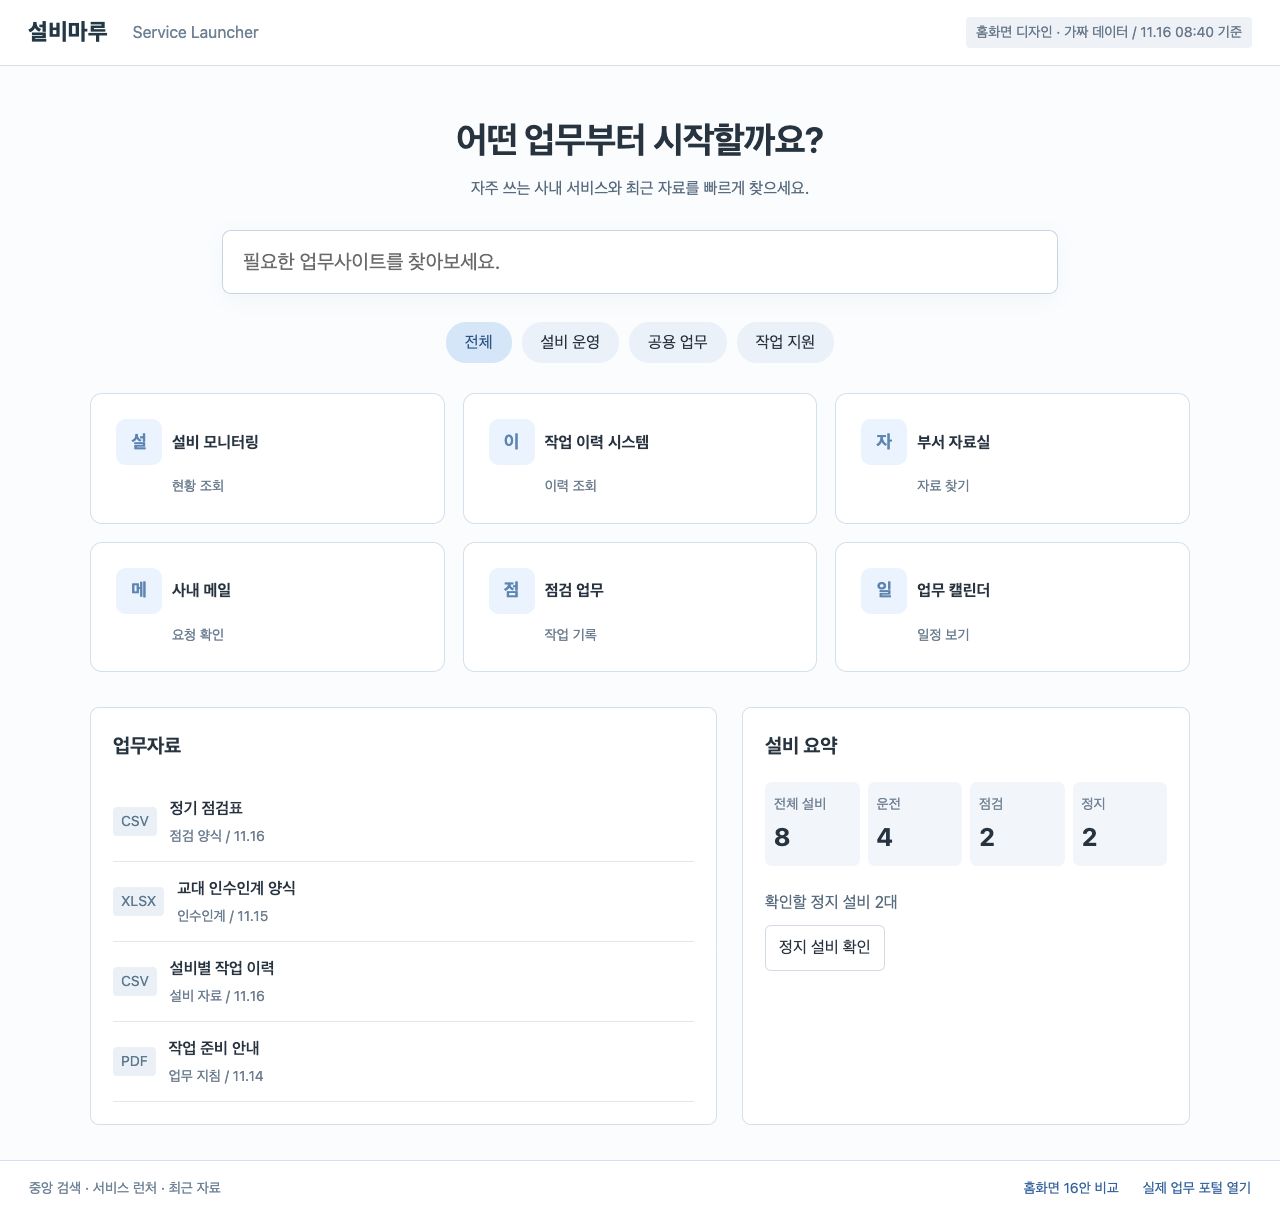 설비마루
Service Launcher
홈화면 디자인 · 가짜 데이터 / 11.16 08:40 기준
어떤 업무부터 시작할까요?
자주 쓰는 사내 서비스와 최근 자료를 빠르게 찾으세요.
필요한 업무사이트를 찾아보세요.
전체
설비 운영
공용 업무
작업 지원
설
설비 모니터링
현황 조회
이
작업 이력 시스템
이력 조회
자
부서 자료실
자료 찾기
메
사내 메일
요청 확인
점
점검 업무
작업 기록
일
업무 캘린더
일정 보기
업무자료
CSV
정기 점검표
점검 양식 / 11.16
XLSX
교대 인수인계 양식
인수인계 / 11.15
CSV
설비별 작업 이력
설비 자료 / 11.16
PDF
작업 준비 안내
업무 지침 / 11.14
설비 요약
전체 설비
8
운전
4
점검
2
정지
2
확인할 정지 설비 2대
정지 설비 확인
중앙 검색 · 서비스 런처 · 최근 자료
홈화면 16안 비교
실제 업무 포털 열기